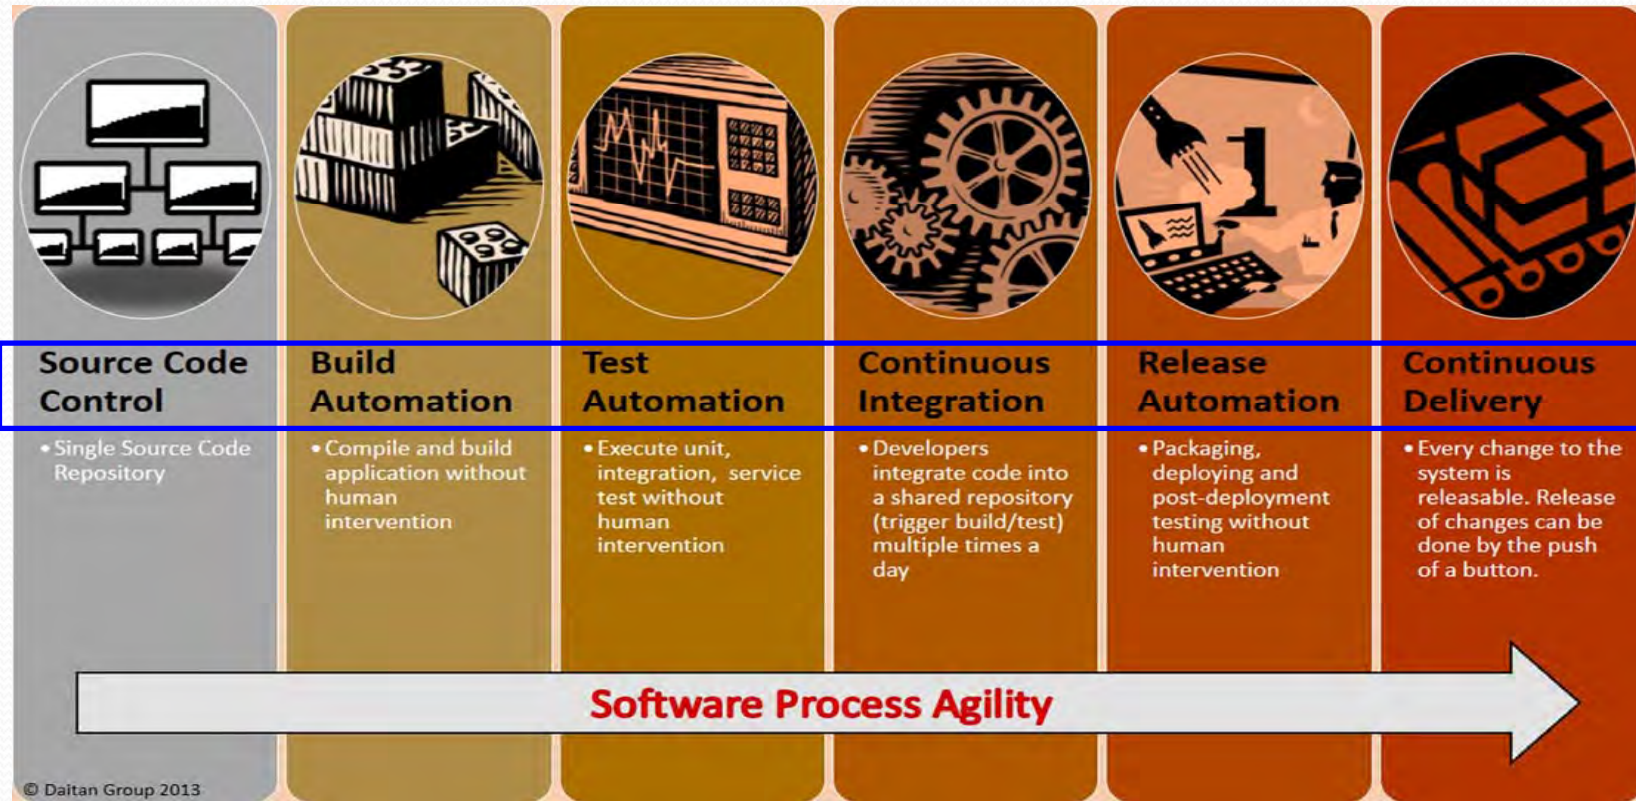 1
Source Code
Control
• Single Source Code
Repository
Build
Automation
• Compile and build
application without
human
intervention
Test
Automation
• Execute unit,
integration, service
test without
human
intervention
Continuous
Integration
• Developers
integrate code into
a shared repository
(trigger build/test)
multiple times a
day
Release
Automation
• Packaging,
deploying and
post-deployment
testing without
human
intervention
Continuous
Delivery
• Every change to the
system is
releasable. Release
of changes can be
done by the push
of a button.
Software Process Agility
© Daitan Group 2013